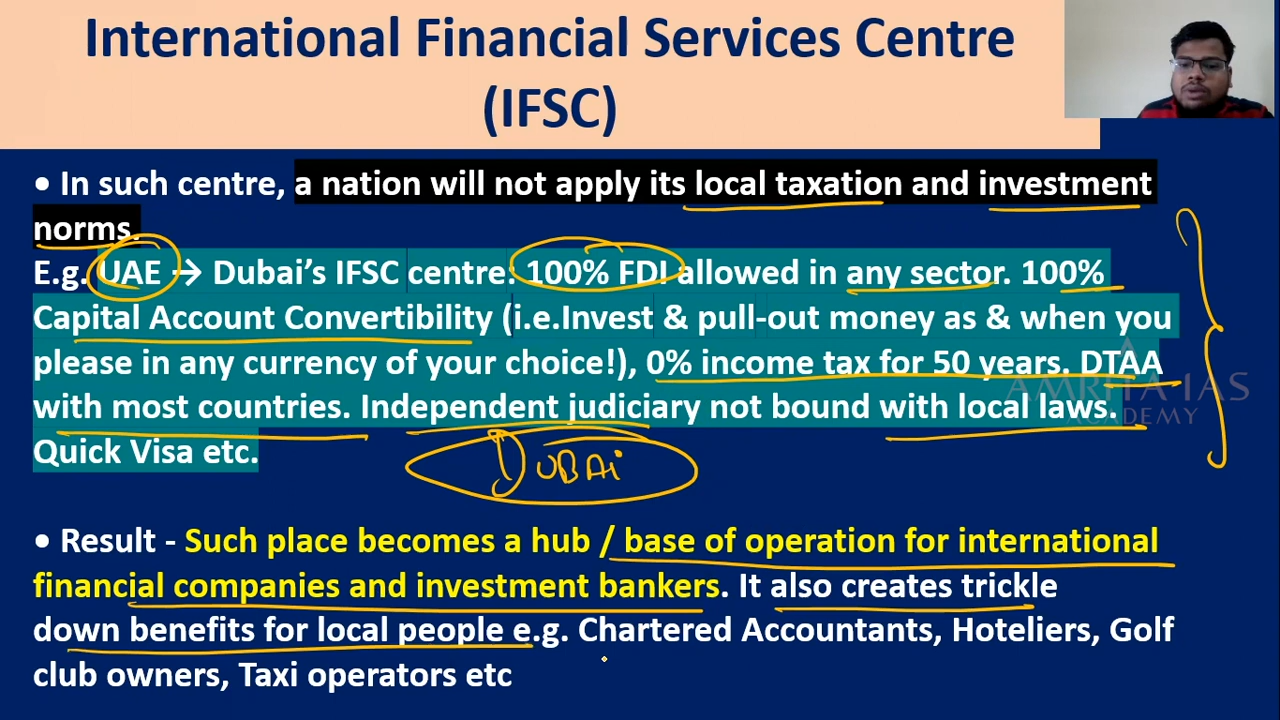 International Financial Services Centre
(IFSC)
• In such centre, a nation will not apply its local taxation and investment
norms.
E.g. UAE → Dubai's IFSC centre: 100% FDI allowed in any sector. 100%
Capital Account Convertibility (i.e.Invest & pull-out money as & when you
please in any currency of your choice!), 0% income tax for 50 years. DTAA
with most countries. Independent judiciary not bound with local laws.
AMRITA IAS
ACADEMY
Quick Visa etc.
DUBAi
• Result - Such place becomes a hub / base of operation for international
financial companies and investment bankers. It also creates trickle
down benefits for local people e.g. Chartered Accountants, Hoteliers, Golf
club owners, Taxi operators etc